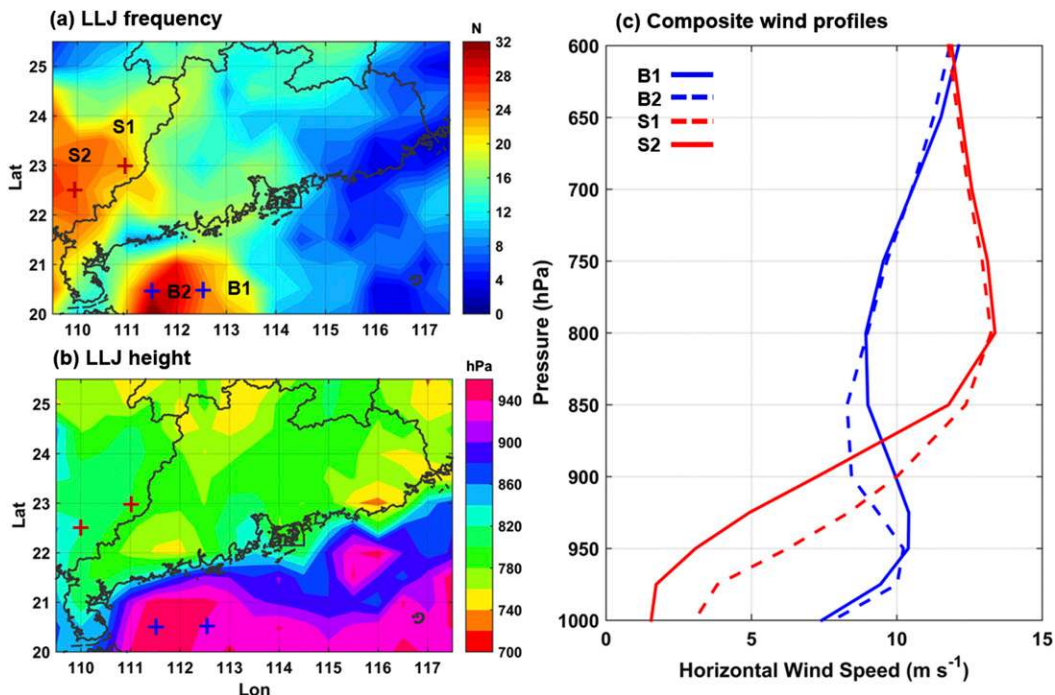 (a) LLJ frequency
N
Lat
25
24
23
22
21
20
S1
S2
B2
B1
110 111 112 113 114 115 116 117
32
28
24
20
16
12
8
4
0
(b) LLJ height
hPa
Lat
25
24
23
22
21
20
110 111 112 113 114 115 116 117
Lon
940
900
860
820
780
740
700
(c) Composite wind profiles
Pressure (hPa)
600
650
700
750
800
850
900
950
1000
B1
B2
S1
S2
0 5 10 15
Horizontal Wind Speed (m s⁻¹)